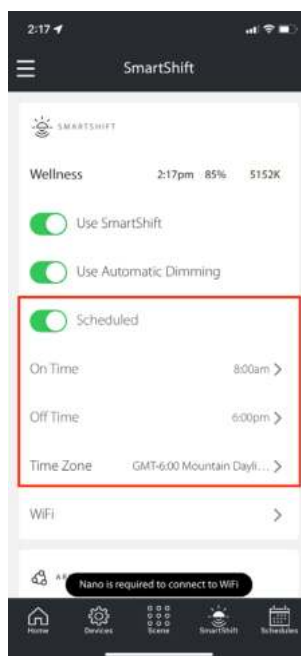 2:17
SmartShift
SMARTSHIFT
Wellness 2:17pm 85% 5152K
Use SmartShift
Use Automatic Dimming
Scheduled
On Time 8:00am
Off Time 6:00pm
Time Zone GMT-6:00 Mountain Dayli...
WiFi
Nano is required to connect to WiFi
Home Devices Scene SmartShift Schedules